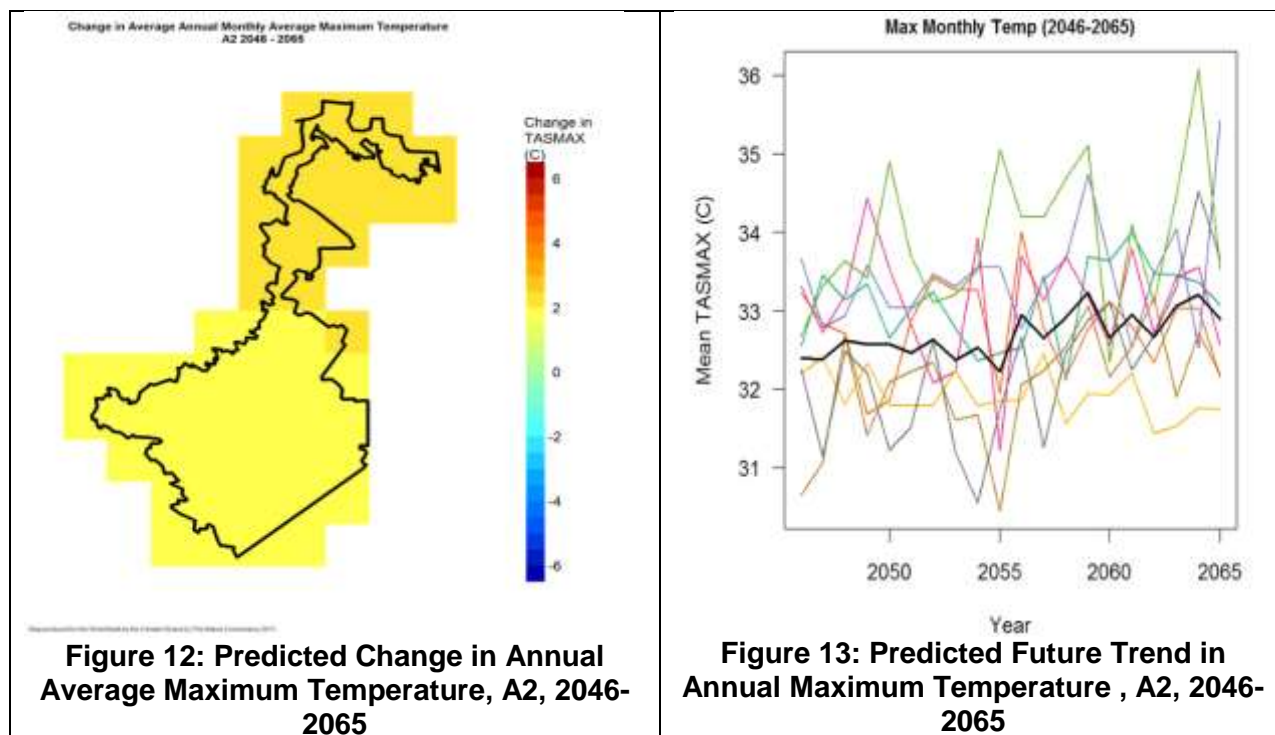 Change in Average Annual Monthly Average Maximum Temperature
A2 2046 - 2065
Change in
TASMAX
(C)
6
4
2
0
-2
-4
-6
Figure 12: Predicted Change in Annual
Average Maximum Temperature, A2, 2046-
2065
Max Monthly Temp (2046-2065)
Mean TASMAX (C)
36
35
34
33
32
31
2050
2055
2060
2065
Year
Figure 13: Predicted Future Trend in
Annual Maximum Temperature , A2, 2046-
2065